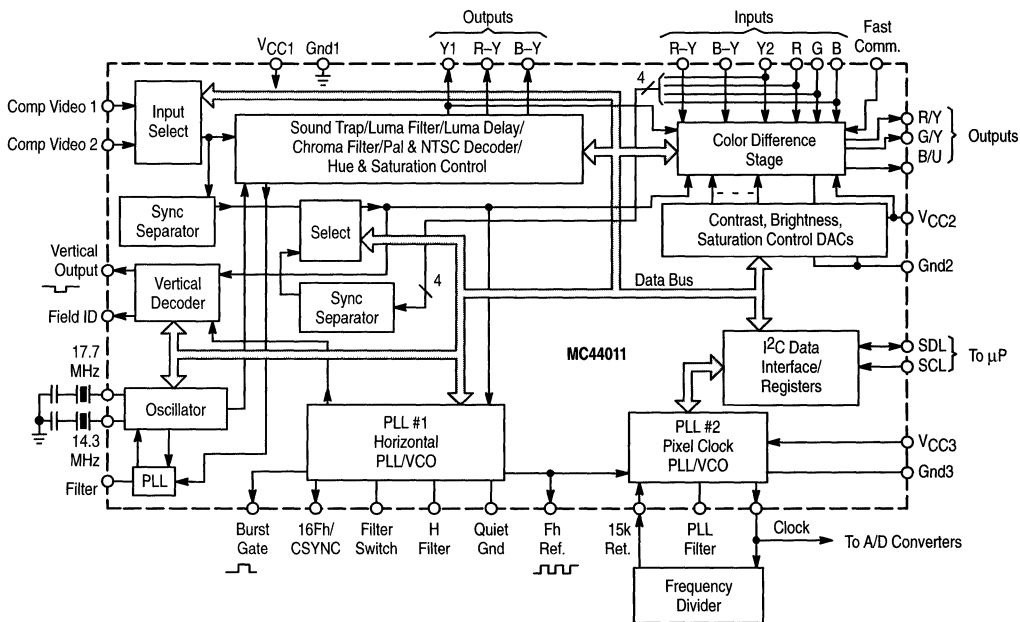 Outputs
Inputs
VCC1
Gnd1
Y1
R–Y
B–Y
R–Y
B–Y
Y2
R
G
B
Fast
Comm.
4
Comp Video 1
Comp Video 2
Input
Select
Sound Trap/Luma Filter/Luma Delay/
Chroma Filter/Pal & NTSC Decoder/
Hue & Saturation Control
Color Difference
Stage
R/Y
G/Y
B/U
Outputs
Sync
Separator
Select
Contrast, Brightness,
Saturation Control DACs
VCC2
Gnd2
Vertical
Output
Vertical
Decoder
Field ID
Sync
Separator
4
Data Bus
MC44011
I2C Data
Interface/
Registers
SDL
SCL
To µP
17.7
MHz
14.3
MHz
Oscillator
PLL
Filter
PLL #1
Horizontal
PLL/VCO
PLL #2
Pixel Clock
PLL/VCO
VCC3
Gnd3
Burst
Gate
16Fh/
CSYNC
Filter
Switch
H
Filter
Quiet
Gnd
Fh
Ref.
15k
Ret.
PLL
Filter
Clock
To A/D Converters
Frequency
Divider